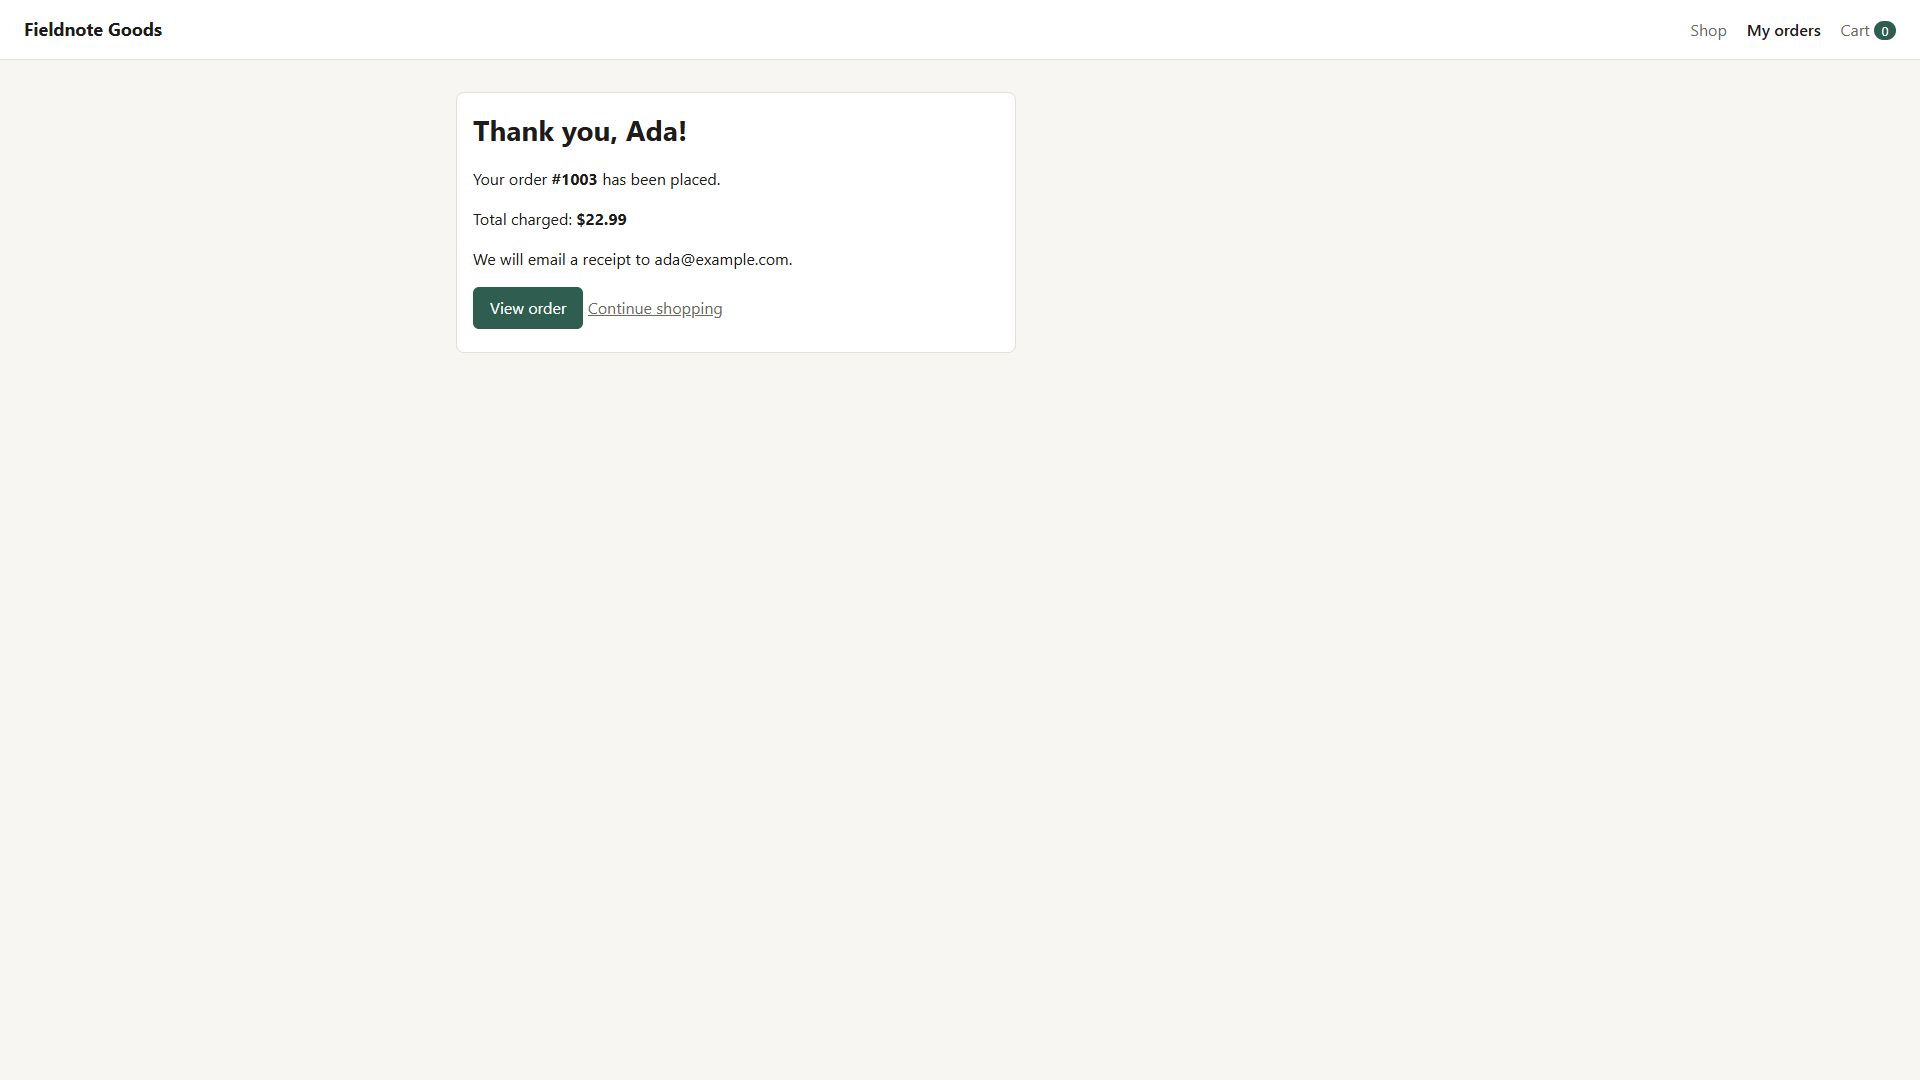 Fieldnote Goods
Shop My orders Cart 0
Thank you, Ada!
Your order #1003 has been placed.
Total charged: $22.99
We will email a receipt to ada@example.com.
View order Continue shopping